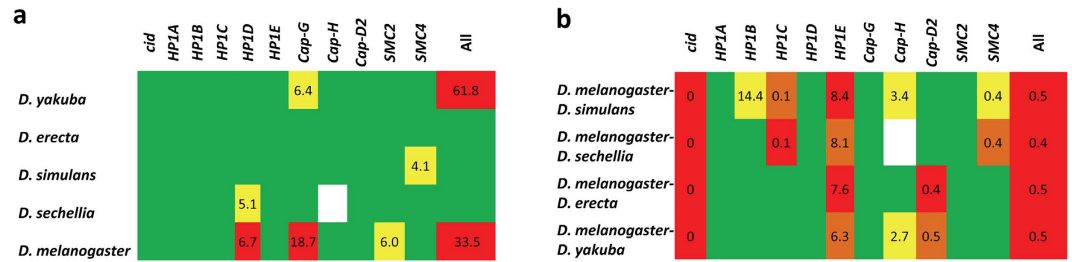 a
cid HP1A HP1B HP1C HP1D HP1E Cap-G Cap-H Cap-D2 SMC2 SMC4 All
D. yakuba 6.4 61.8
D. erecta
D. simulans 4.1
D. sechellia 5.1
D. melanogaster 6.7 18.7 6.0 33.5
b
cid HP1A HP1B HP1C HP1D HP1E Cap-G Cap-H Cap-D2 SMC2 SMC4 All
D. melanogaster-
D. simulans
0 14.4 0.1 8.4 3.4 0.4 0.5
D. melanogaster-
D. sechellia
0 0.1 8.1 0.4 0.4
D. melanogaster-
D. erecta
0 7.6 0.4 0.5
D. melanogaster-
D. yakuba
0 6.3 2.7 0.5 0.5